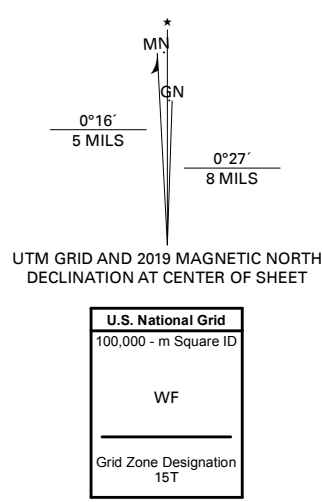 ★
MN
GN
0°16´
5 MILS
0°27´
8 MILS
UTM GRID AND 2019 MAGNETIC NORTH
DECLINATION AT CENTER OF SHEET
U.S. National Grid
100,000 - m Square ID
WF
Grid Zone Designation
15T